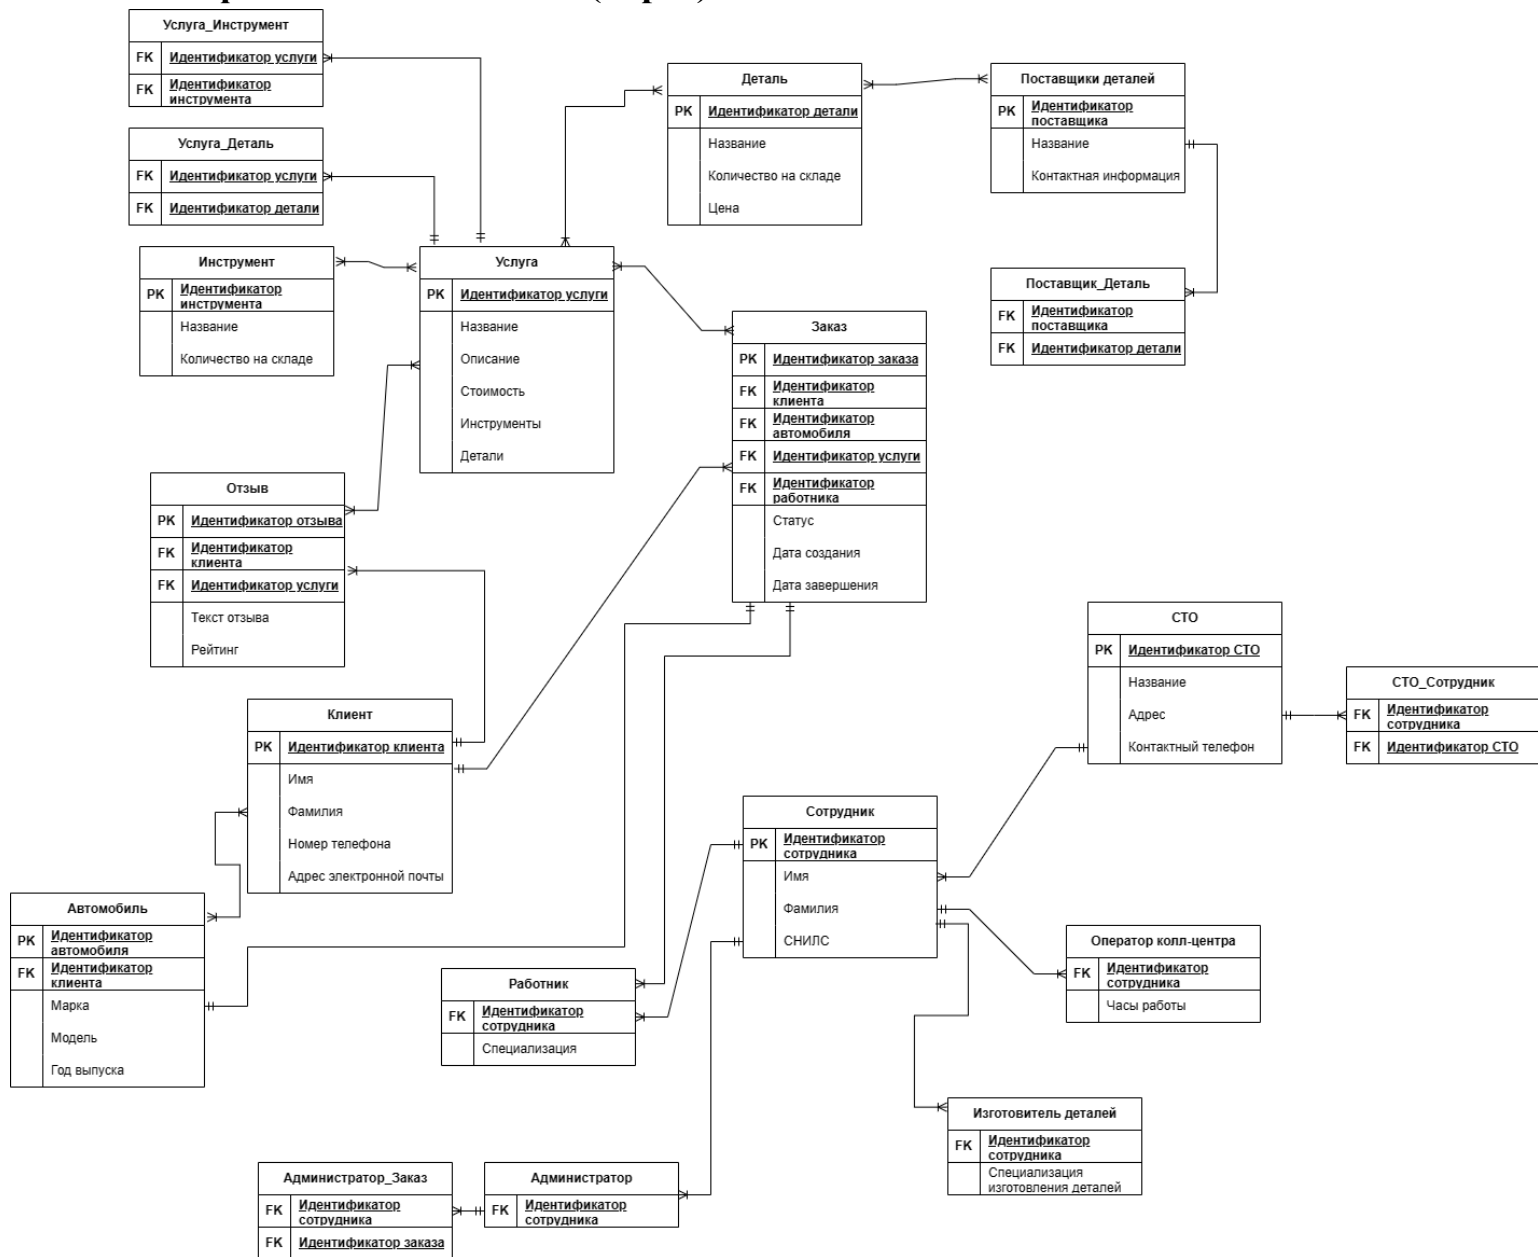 Услуга_Инструмент
FK Идентификатор услуги
FK Идентификатор
инструмента
Услуга_Деталь
FK Идентификатор услуги
FK Идентификатор детали
Инструмент
PK Идентификатор
инструмента
Название
Количество на складе
Услуга
PK Идентификатор услуги
Название
Описание
Стоимость
Инструменты
Детали
Деталь
PK Идентификатор детали
Название
Количество на складе
Цена
Поставщики деталей
PK Идентификатор
поставщика
Название
Контактная информация
Поставщик_Деталь
FK Идентификатор
поставщика
FK Идентификатор детали
Заказ
PK Идентификатор заказа
FK Идентификатор
клиента
FK Идентификатор
автомобиля
FK Идентификатор услуги
FK Идентификатор
работника
Статус
Дата создания
Дата завершения
Отзыв
PK Идентификатор отзыва
FK Идентификатор
клиента
FK Идентификатор услуги
Текст отзыва
Рейтинг
Клиент
PK Идентификатор клиента
Имя
Фамилия
Номер телефона
Адрес электронной почты
Автомобиль
PK Идентификатор
автомобиля
FK Идентификатор
клиента
Марка
Модель
Год выпуска
СТО
PK Идентификатор СТО
Название
Адрес
Контактный телефон
СТО_Сотрудник
FK Идентификатор
сотрудника
FK Идентификатор СТО
Сотрудник
PK Идентификатор
сотрудника
Имя
Фамилия
СНИЛС
Оператор колл-центра
FK Идентификатор
сотрудника
Часы работы
Работник
FK Идентификатор
сотрудника
Специализация
Изготовитель деталей
FK Идентификатор
сотрудника
Специализация
изготовления деталей
Администратор_Заказ
FK Идентификатор
сотрудника
FK Идентификатор заказа
Администратор
FK Идентификатор
сотрудника